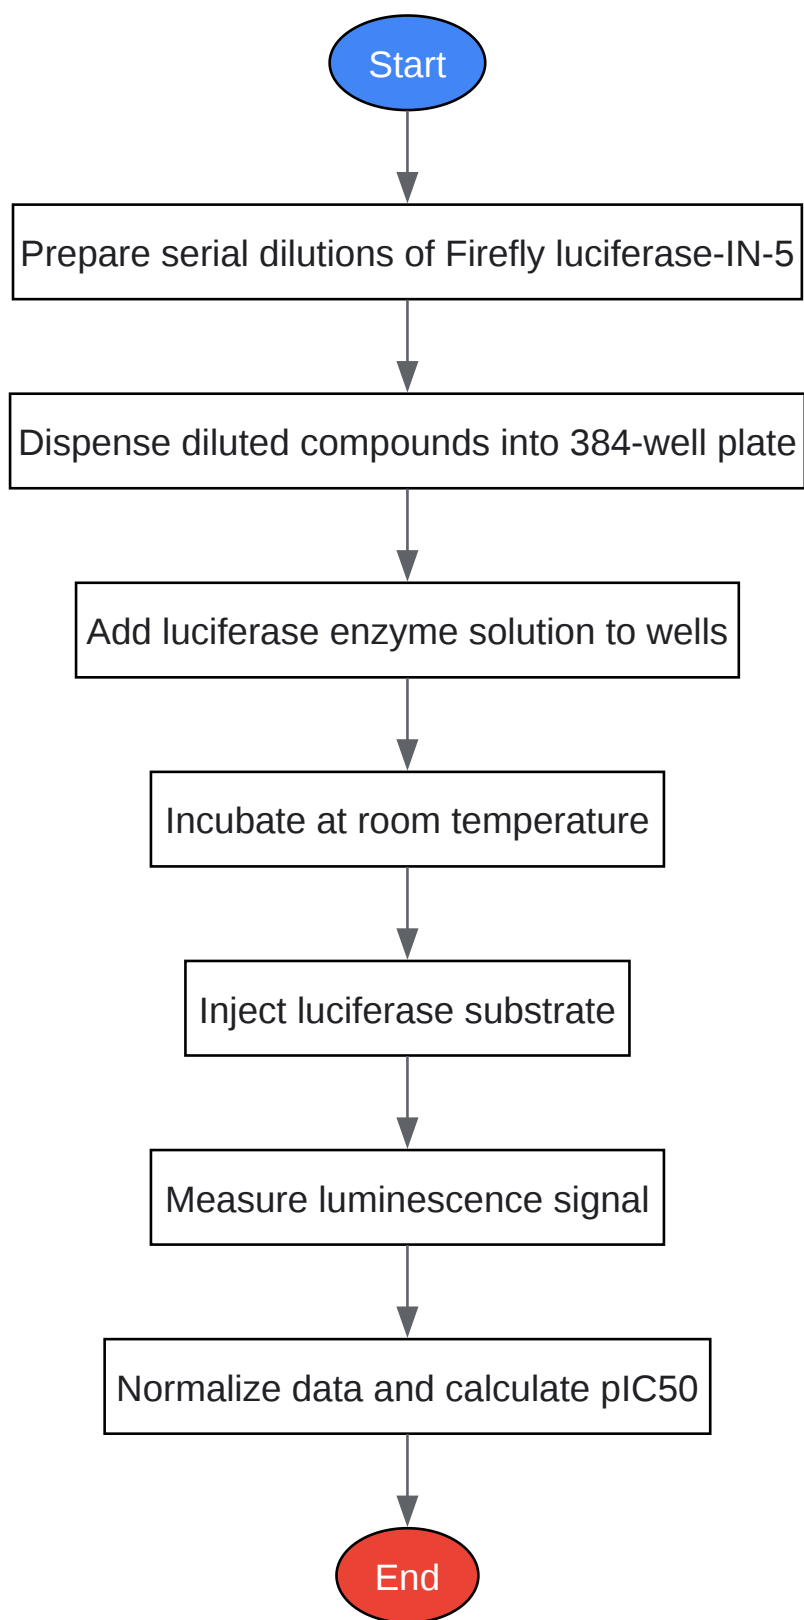 Start
Prepare serial dilutions of Firefly luciferase-IN-5
Dispense diluted compounds into 384-well plate
Add luciferase enzyme solution to wells
Incubate at room temperature
Inject luciferase substrate
Measure luminescence signal
Normalize data and calculate pIC50
End